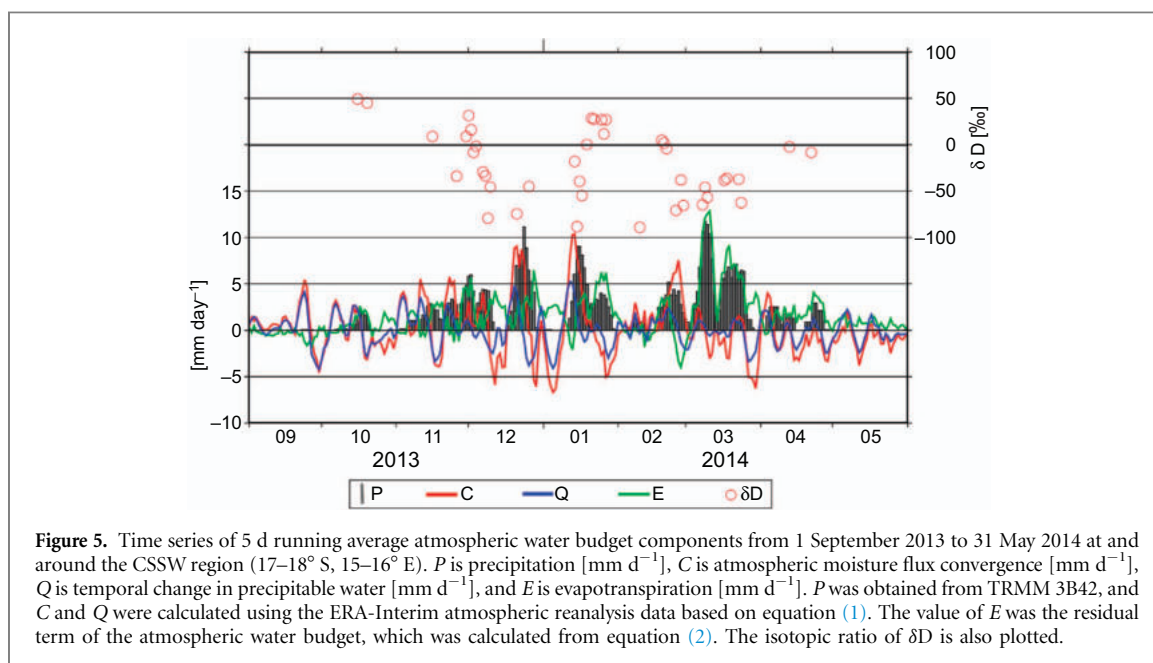 100
50
0
−50
−100
δ D [‰]
15
10
5
0
−5
−10
[mm day−1]
09 10 11 12 01 02 03 04 05
2013 2014
P C Q E δD
Figure 5. Time series of 5 d running average atmospheric water budget components from 1 September 2013 to 31 May 2014 at and
around the CSSW region (17–18° S, 15–16° E). P is precipitation [mm d−1], C is atmospheric moisture flux convergence [mm d−1],
Q is temporal change in precipitable water [mm d−1], and E is evapotranspiration [mm d−1]. P was obtained from TRMM 3B42, and
C and Q were calculated using the ERA-Interim atmospheric reanalysis data based on equation (1). The value of E was the residual
term of the atmospheric water budget, which was calculated from equation (2). The isotopic ratio of δD is also plotted.